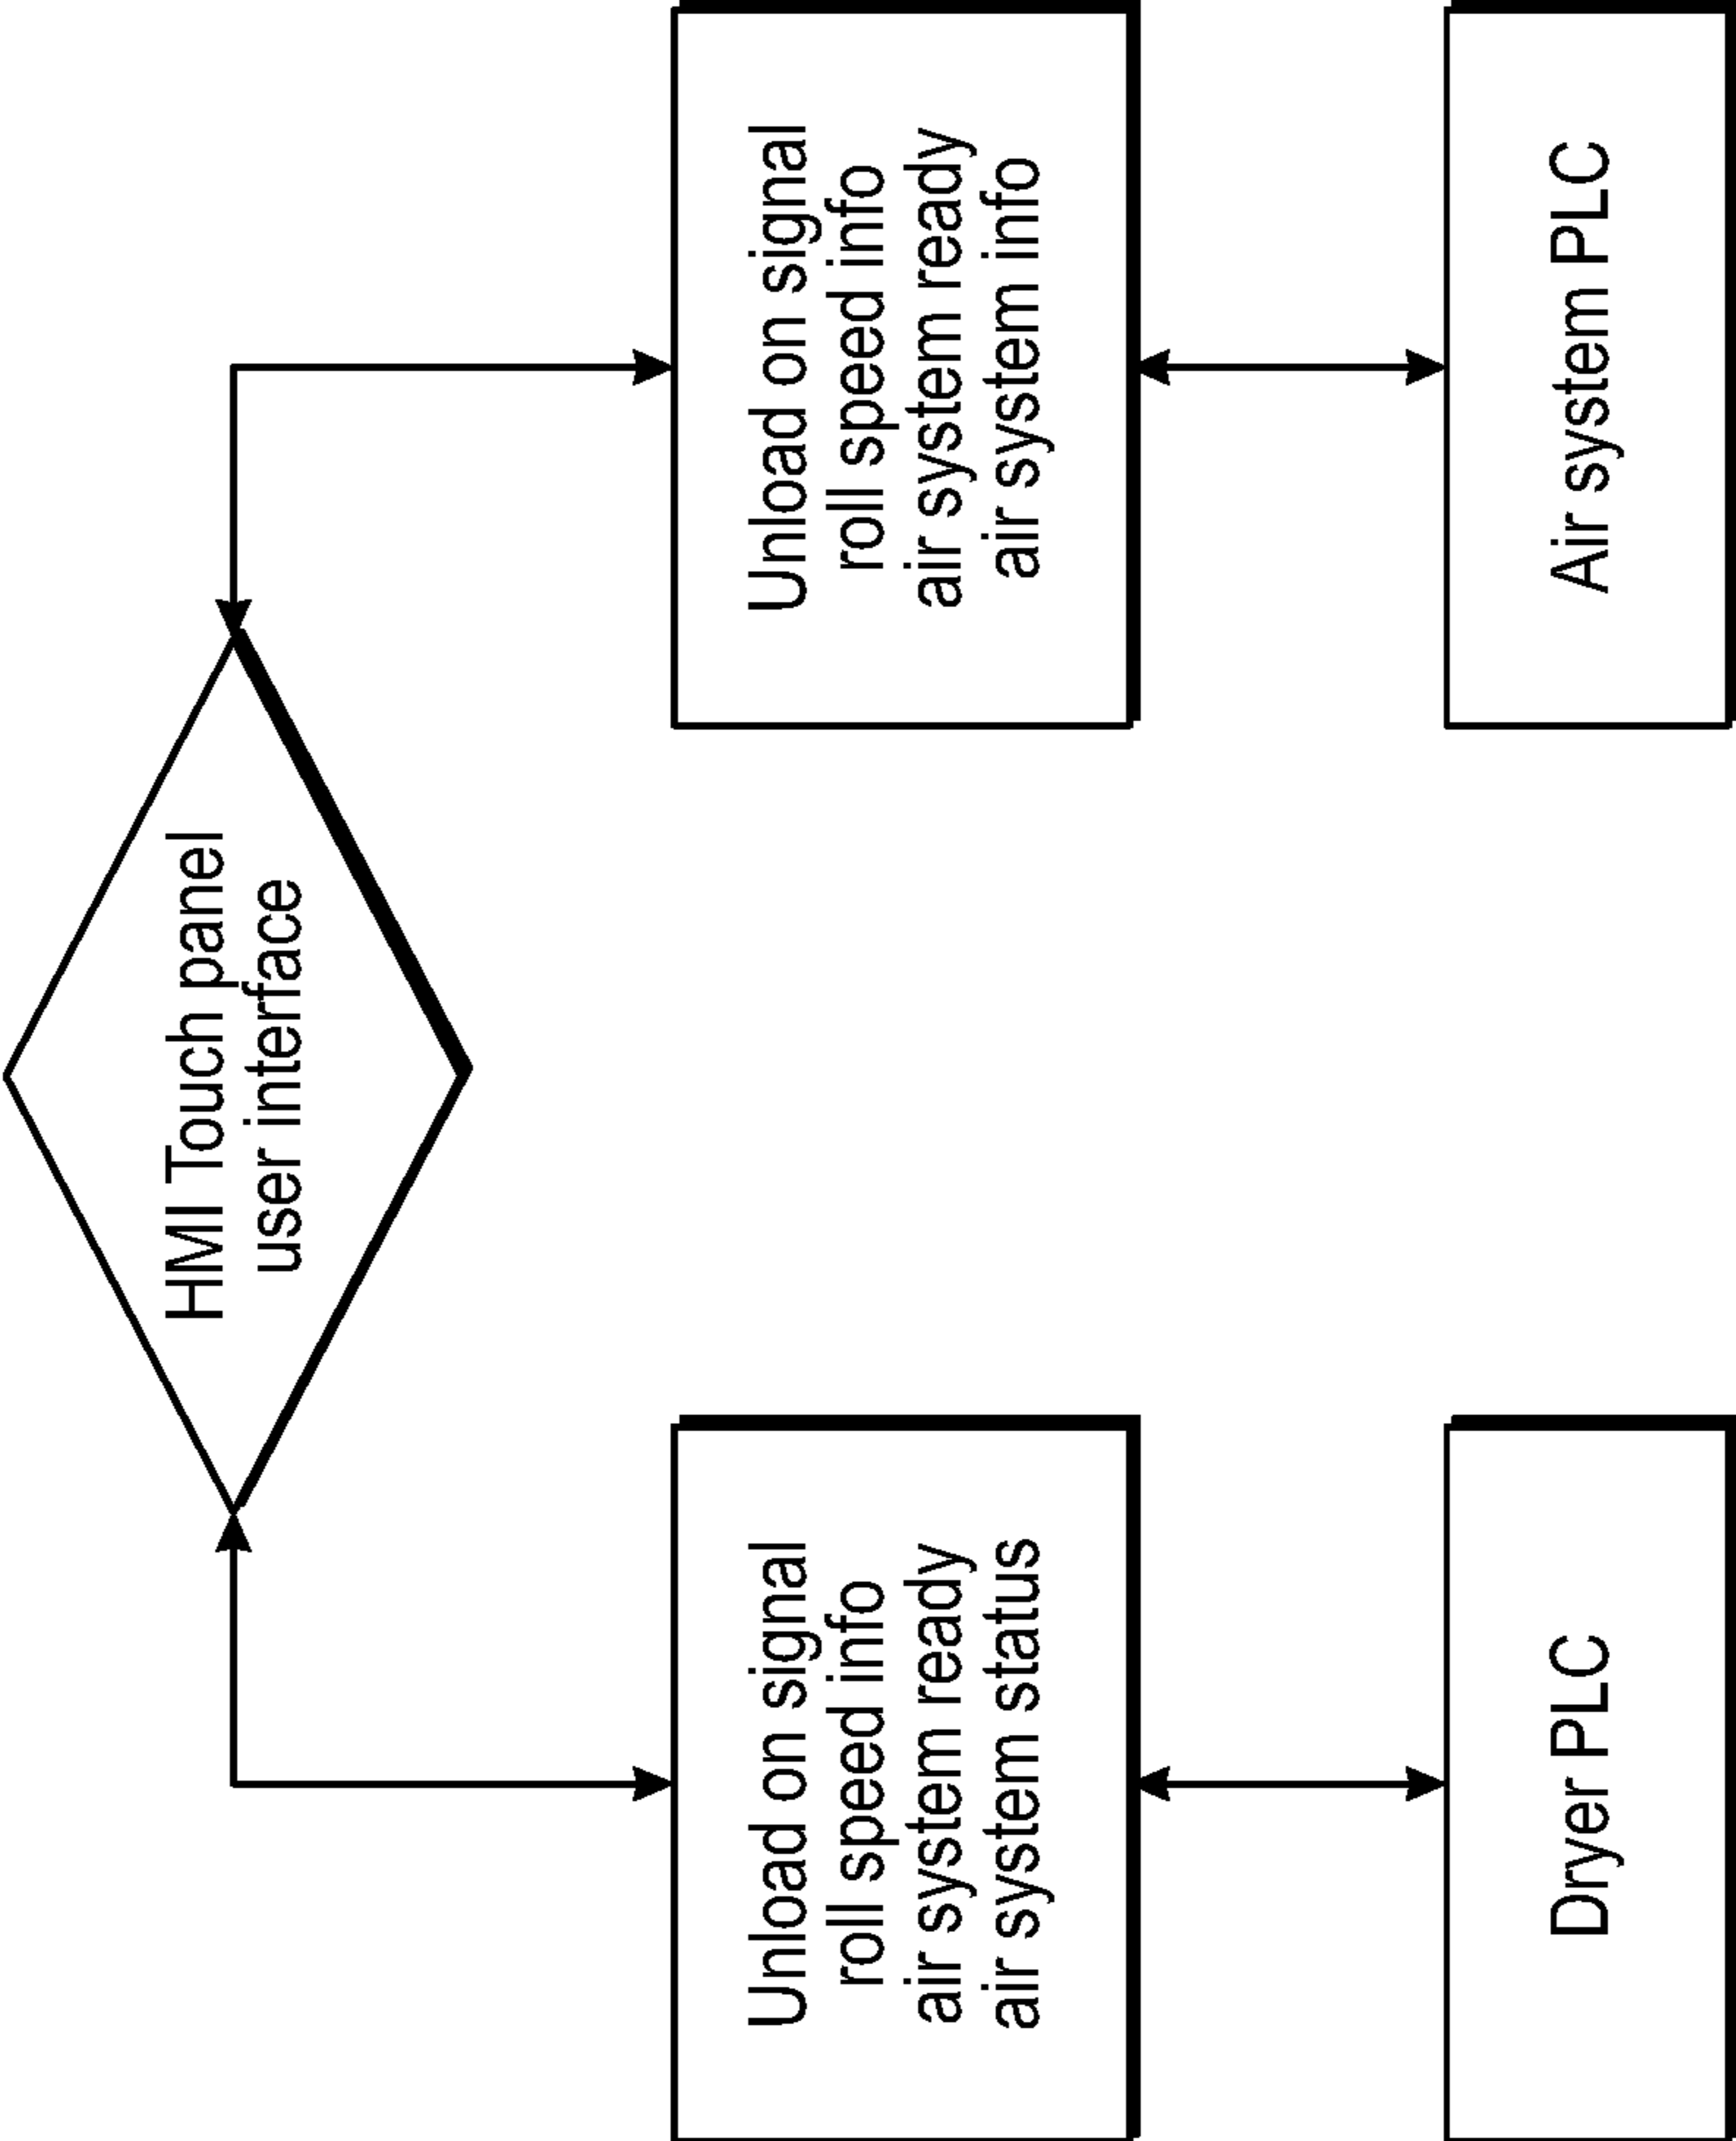 HMI Touch panel
user interface
Unload on signal
roll speed info
air system ready
air system status
Unload on signal
roll speed info
air system ready
air system info
Dryer PLC
Air system PLC